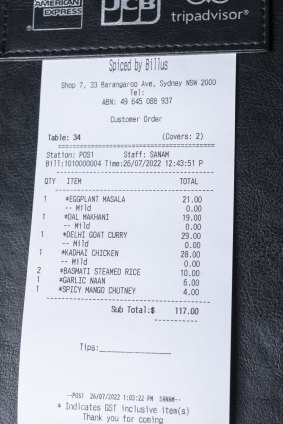 AMERICAN EXPRESS
JCB
tripadvisor
Spiced by Billus
Shop 7, 33 Barangaroo Ave, Sydney NSW 2000
Tel:
ABN: 49 645 066 937
Customer Order
Table: 34 (Covers: 2)
Station: POS1 Staff: SANAM
Bill:1010000004 Time:26/07/2022 12:43:51 P
QTY ITEM TOTAL
1 *EGGPLANT MASALA 21.00
-- Mild 0.00
1 *DAL MAKHANI 19.00
-- Mild 0.00
1 *DELHI GOAT CURRY 29.00
-- Mild 0.00
1 *KADHAI CHICKEN 28.00
-- Mild 0.00
2 *BASMATI STEAMED RICE 10.00
1 *GARLIC NAAN 6.00
1 *SPICY MANGO CHUTNEY 4.00
Sub Total:$ 117.00
Tips:
--POS1 26/07/2022 1:03:22 PM SANAM--
* Indicates GST inclusive item(s)
Thank you for coming